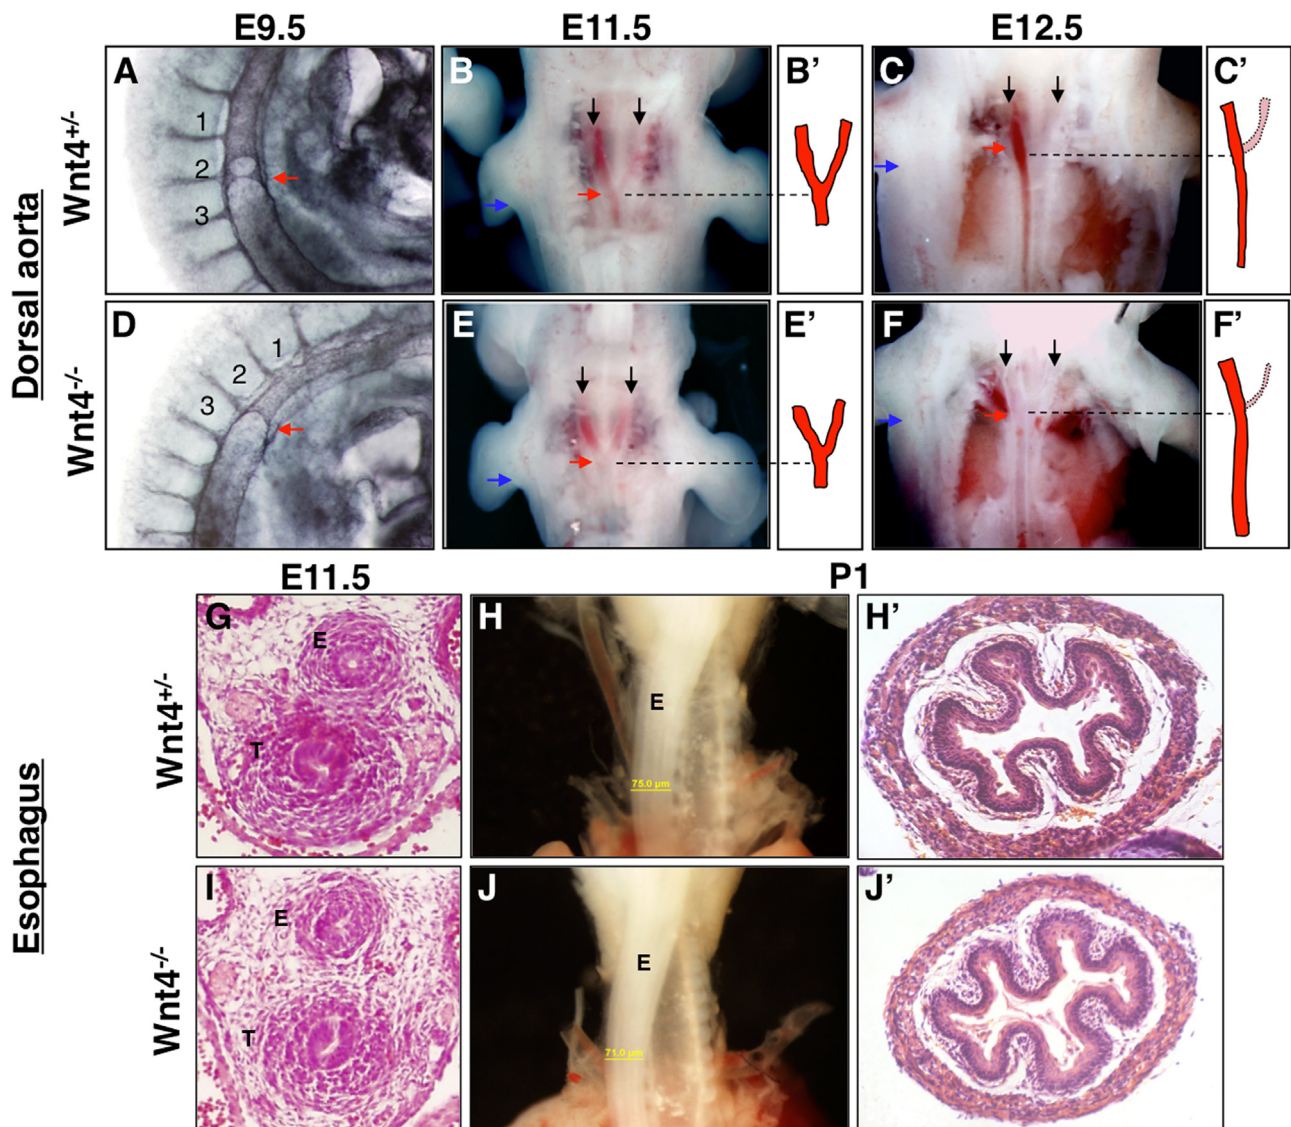 E9.5 E11.5 E12.5
Dorsal aorta
Wnt4+/-
A 1 2 3
B
B’
C
C’
Wnt4-/-
D 1 2 3
E
E’
F
F’
E11.5 P1
Esophagus
Wnt4+/-
G E T
H E 75.0 µm
H’
Wnt4-/-
I E T
J E 71.0 µm
J’